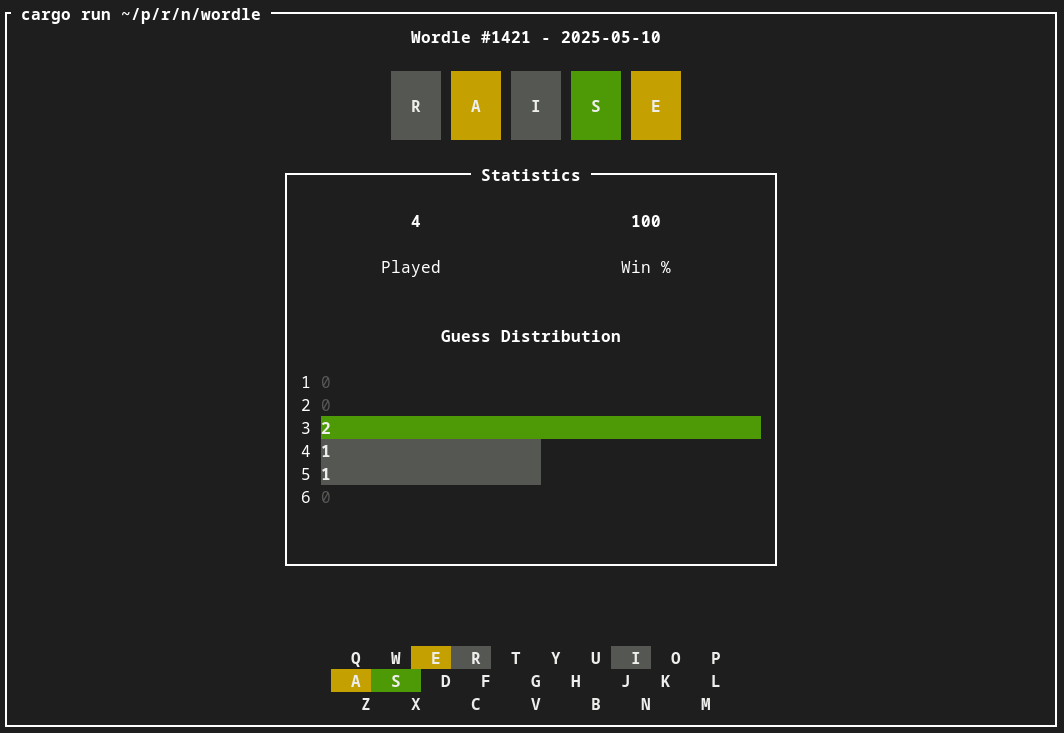 cargo run ~/p/r/n/wordle
Wordle #1421 - 2025-05-10
R A I S E
Statistics
4 100
Played Win %
Guess Distribution
1 0
2 0
3 2
4 1
5 1
6 0
Q W E R T Y U I O P
A S D F G H J K L
Z X C V B N M